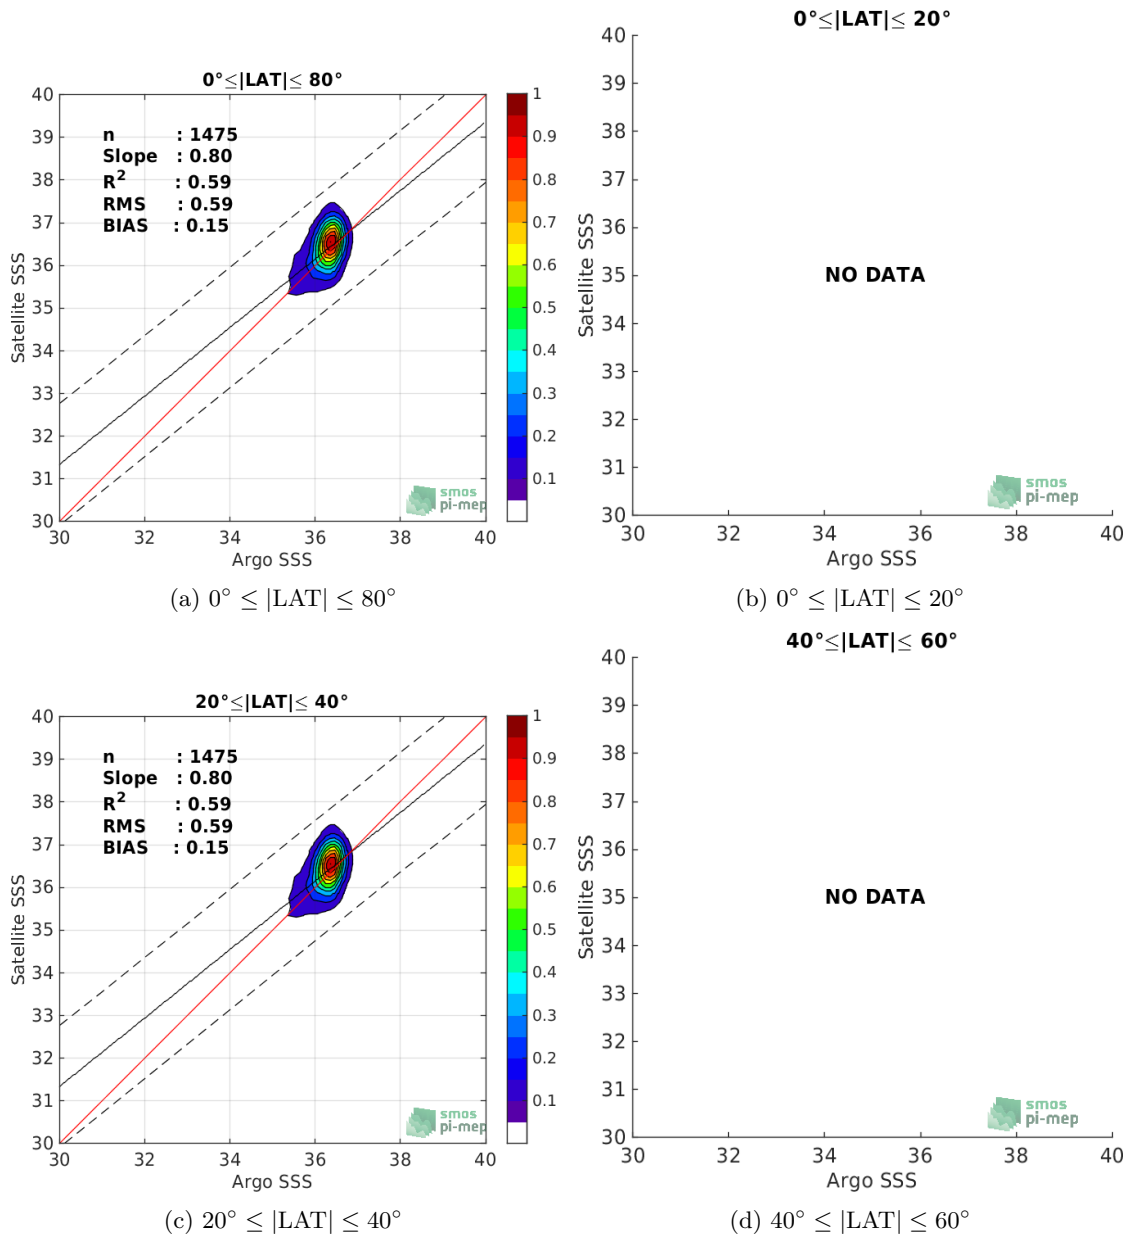 0°≤|LAT|≤ 80°
n : 1475
Slope : 0.80
R² : 0.59
RMS : 0.59
BIAS : 0.15
40
39
38
37
36
35
34
33
32
31
30
30 32 34 36 38 40
Satellite SSS
Argo SSS
1
0.9
0.8
0.7
0.6
0.5
0.4
0.3
0.2
0.1
smos
pi-mep
(a) 0° ≤ |LAT| ≤ 80°
0°≤|LAT|≤ 20°
40
39
38
37
36
35
34
33
32
31
30
30 32 34 36 38 40
Satellite SSS
Argo SSS
NO DATA
smos
pi-mep
(b) 0° ≤ |LAT| ≤ 20°
20°≤|LAT|≤ 40°
n : 1475
Slope : 0.80
R² : 0.59
RMS : 0.59
BIAS : 0.15
40
39
38
37
36
35
34
33
32
31
30
30 32 34 36 38 40
Satellite SSS
Argo SSS
1
0.9
0.8
0.7
0.6
0.5
0.4
0.3
0.2
0.1
smos
pi-mep
(c) 20° ≤ |LAT| ≤ 40°
40°≤|LAT|≤ 60°
40
39
38
37
36
35
34
33
32
31
30
30 32 34 36 38 40
Satellite SSS
Argo SSS
NO DATA
smos
pi-mep
(d) 40° ≤ |LAT| ≤ 60°